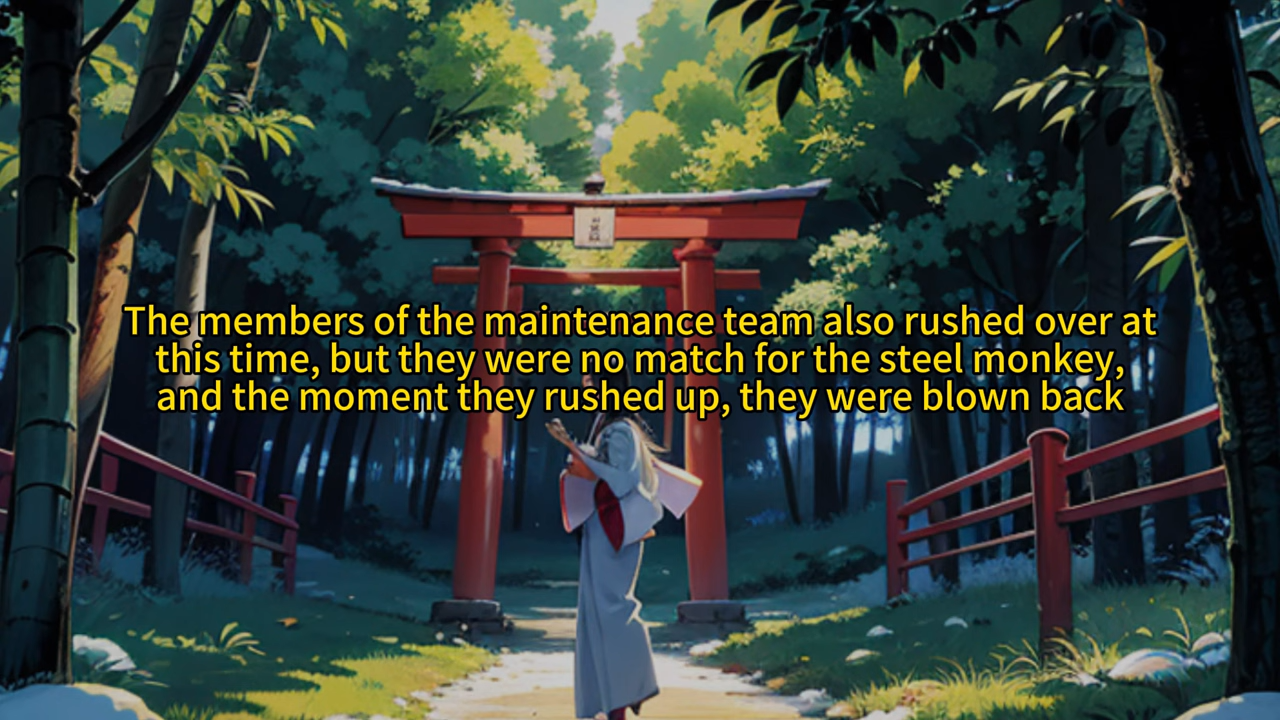 The members of the maintenance team also rushed over at
this time, but they were no match for the steel monkey,
and the moment they rushed up, they were blown back